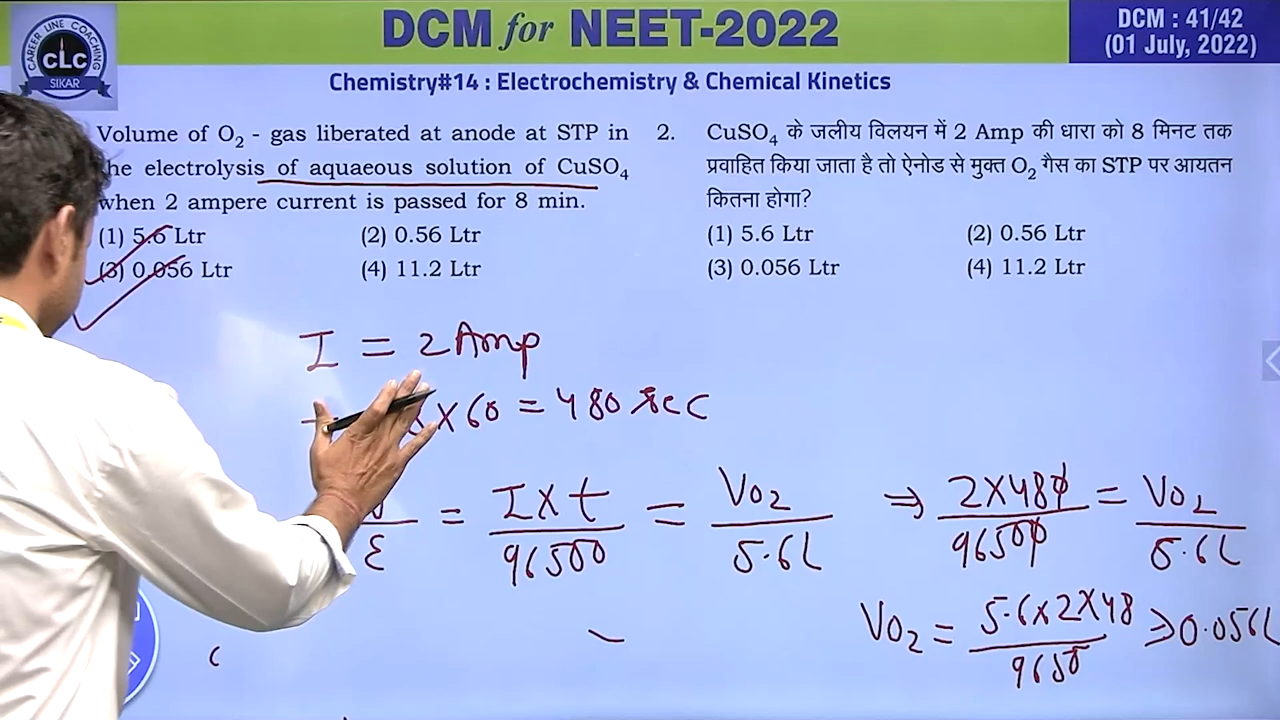 DCM for NEET-2022
DCM : 41/42
(01 July, 2022)
CAREER LINE COACHING
CLC
SIKAR
Chemistry#14 : Electrochemistry & Chemical Kinetics
Volume of O₂ - gas liberated at anode at STP in
he electrolysis of aquaeous solution of CuSO₄
when 2 ampere current is passed for 8 min.
(1) 5.6 Ltr (2) 0.56 Ltr
(3) 0.056 Ltr (4) 11.2 Ltr
2. CuSO₄ के जलीय विलयन में 2 Amp की धारा को 8 मिनट तक
प्रवाहित किया जाता है तो ऐनोड से मुक्त O₂ गैस का STP पर आयतन
कितना होगा?
(1) 5.6 Ltr (2) 0.56 Ltr
(3) 0.056 Ltr (4) 11.2 Ltr
I = 2 Amp
x 60 = 480 sec
/ε = I x t / 96500 = VO₂ / 5.6L ⇒ 2 x 480 / 96500 = VO₂ / 5.6L
VO₂ = 5.6 x 2 x 48 / 9650 ⇒ 0.056L